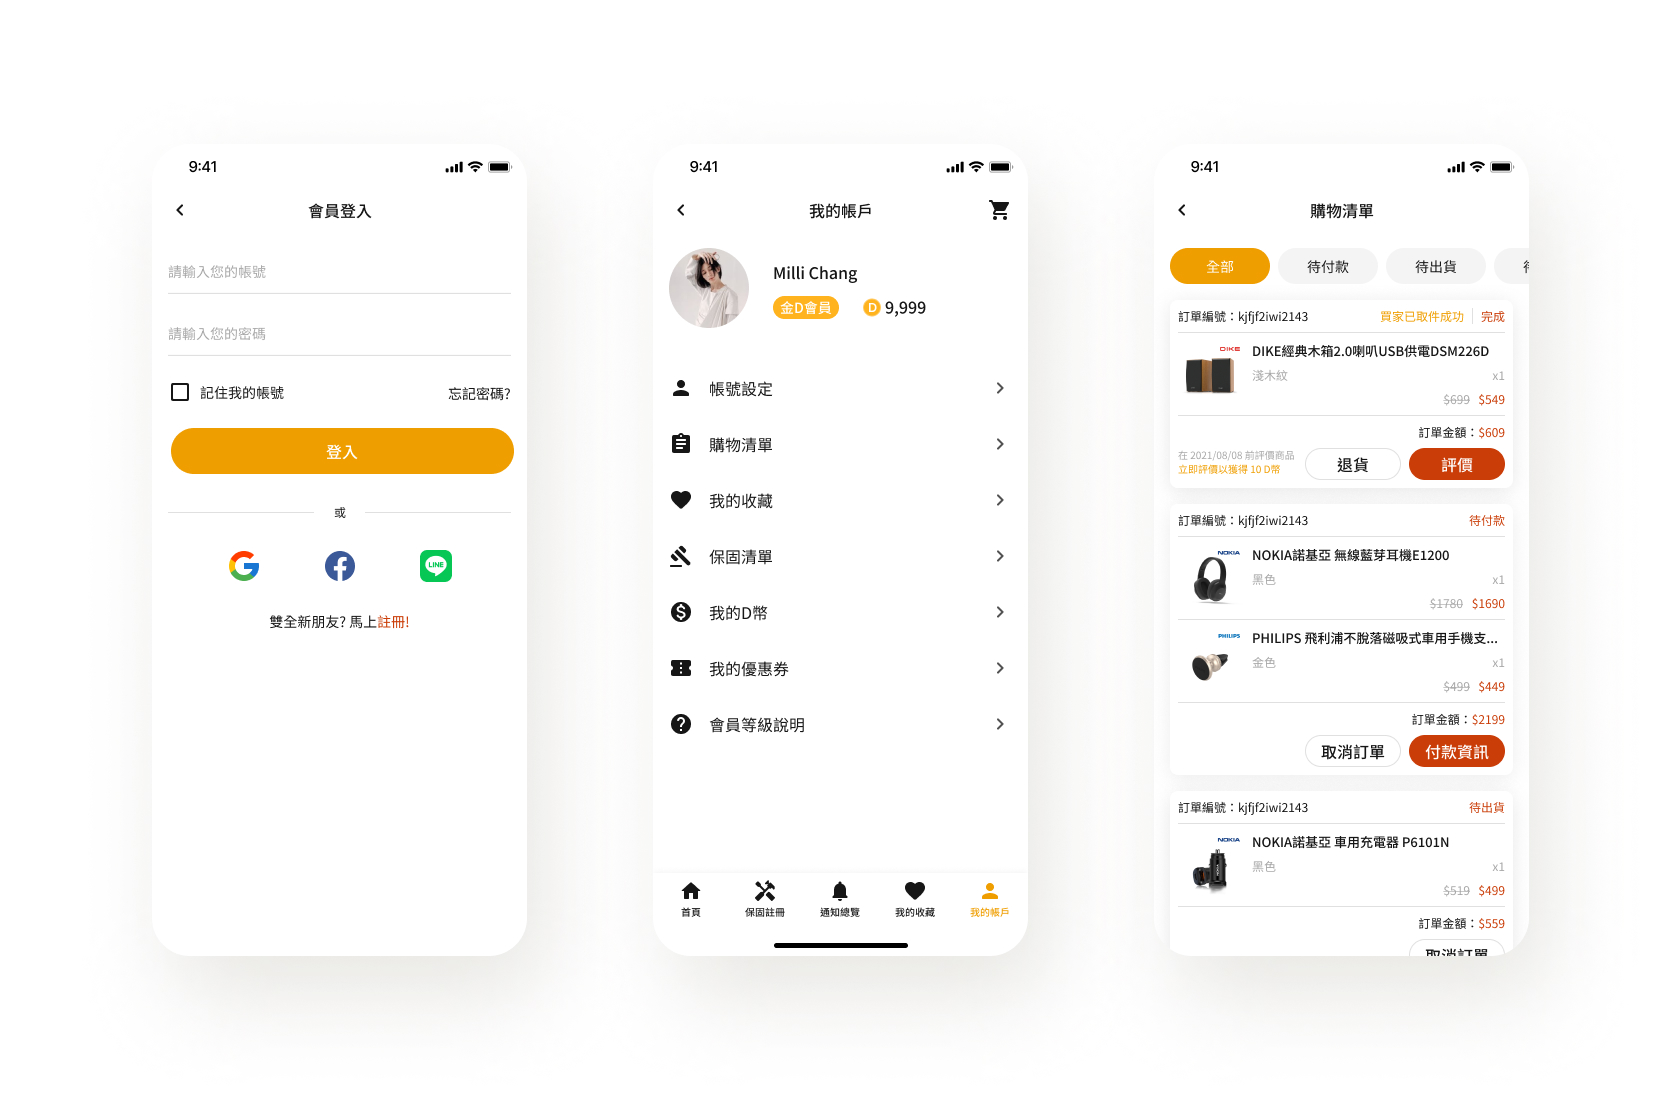 9:41
會員登入
請輸入您的帳號
請輸入您的密碼
記住我的帳號
忘記密碼?
登入
或
LINE
雙全新朋友? 馬上註冊!
9:41
我的帳戶
Milli Chang
金D會員
D 9,999
帳號設定
購物清單
我的收藏
保固清單
我的D幣
我的優惠券
會員等級說明
首頁
保固註冊
通知總覽
我的收藏
我的帳戶
9:41
購物清單
全部
待付款
待出貨
訂單編號：kjfjf2iwi2143
買家已取件成功
完成
DIKE
DIKE經典木箱2.0喇叭USB供電DSM226D
淺木紋
x1
$699 $549
訂單金額：$609
在 2021/08/08 前評價商品
立即評價以獲得 10 D幣
退貨
評價
訂單編號：kjfjf2iwi2143
待付款
NOKIA
NOKIA諾基亞 無線藍芽耳機E1200
黑色
x1
$1780 $1690
PHILIPS
PHILIPS 飛利浦不脫落磁吸式車用手機支...
金色
x1
$499 $449
訂單金額：$2199
取消訂單
付款資訊
訂單編號：kjfjf2iwi2143
待出貨
NOKIA
NOKIA諾基亞 車用充電器 P6101N
黑色
x1
$519 $499
訂單金額：$559
取消訂單